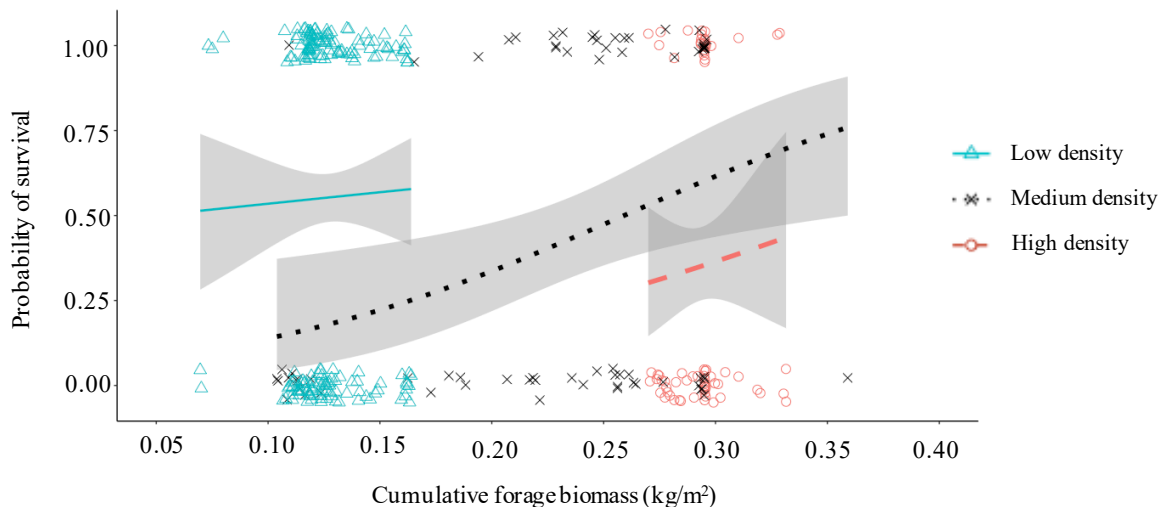 1.00
0.75
0.50
0.25
0.00
Probability of survival
0.05
0.10
0.15
0.20
0.25
0.30
0.35
0.40
Cumulative forage biomass (kg/m²)
Low density
Medium density
High density